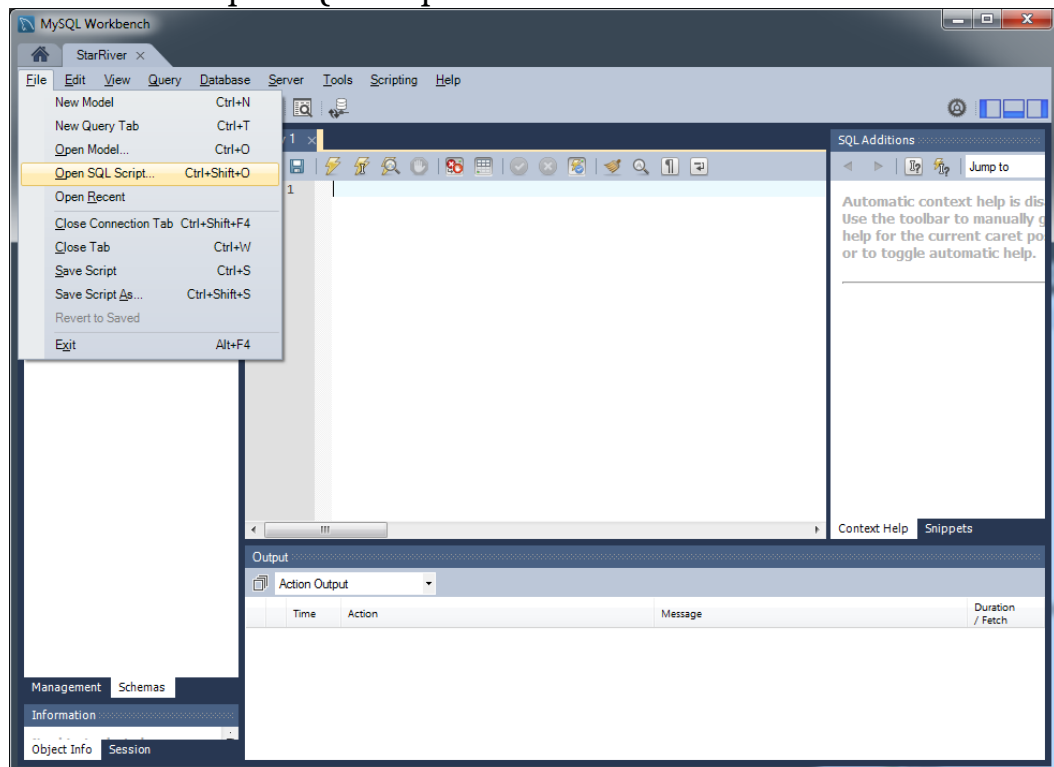 MySQL Workbench
StarRiver
File Edit View Query Database Server Tools Scripting Help
New Model Ctrl+N
New Query Tab Ctrl+T
Open Model... Ctrl+O
Open SQL Script... Ctrl+Shift+O
Open Recent
Close Connection Tab Ctrl+Shift+F4
Close Tab Ctrl+W
Save Script Ctrl+S
Save Script As... Ctrl+Shift+S
Revert to Saved
Exit Alt+F4
1
1
SQL Additions
Jump to
Automatic context help is dis
Use the toolbar to manually g
help for the current caret po
or to toggle automatic help.
Context Help Snippets
Output
Action Output
Time Action Message Duration / Fetch
Management Schemas
Information
Object Info Session